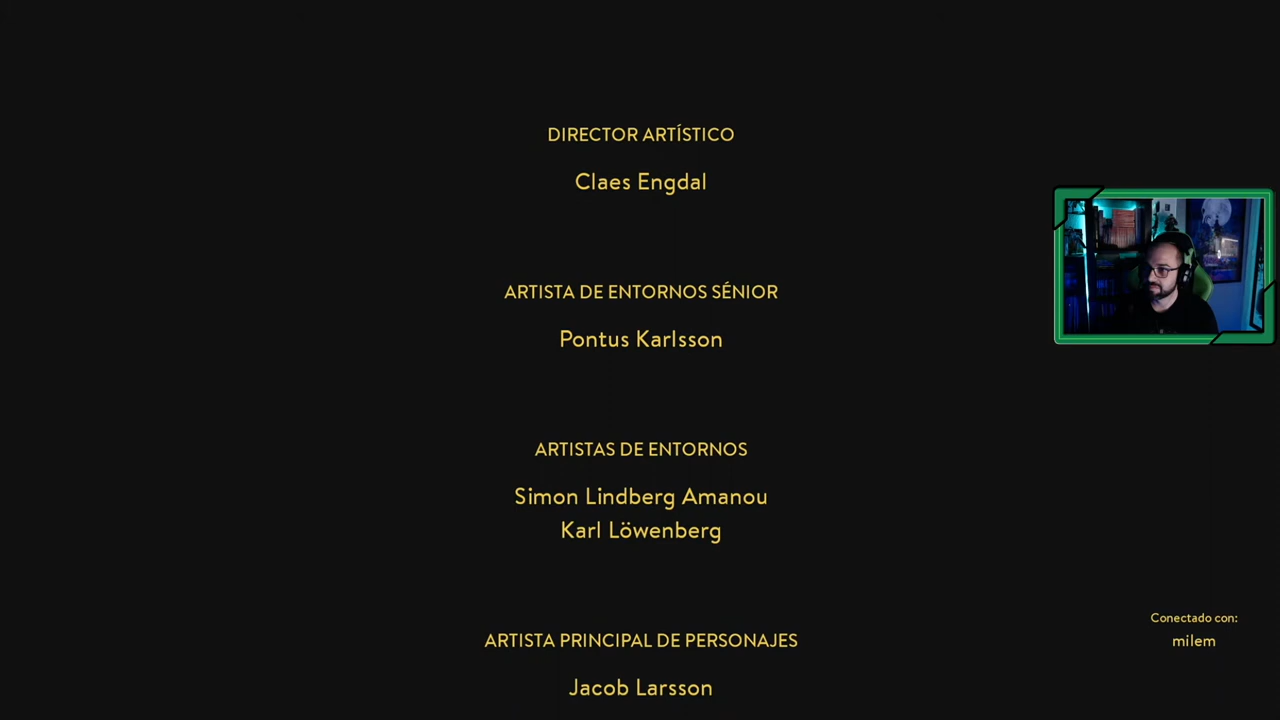 DIRECTOR ARTÍSTICO
Claes Engdal
ARTISTA DE ENTORNOS SÉNIOR
Pontus Karlsson
ARTISTAS DE ENTORNOS
Simon Lindberg Amanou
Karl Löwenberg
ARTISTA PRINCIPAL DE PERSONAJES
Jacob Larsson
Conectado con:
milem